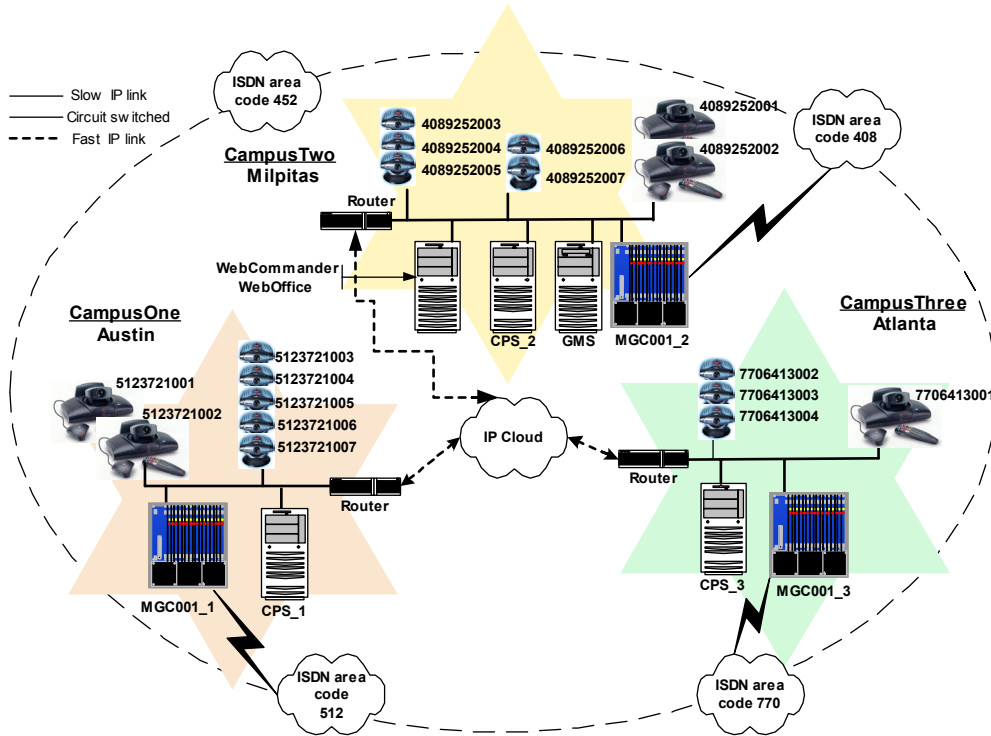 ISDN area
code 452
Slow IP link
Circuit switched
Fast IP link
CampusTwo
Milpitas
4089252003
4089252004
4089252005
4089252006
4089252007
4089252001
4089252002
ISDN area
code 408
Router
WebCommander
WebOffice
CPS_2
GMS
MGC001_2
CampusOne
Austin
5123721001
5123721002
5123721003
5123721004
5123721005
5123721006
5123721007
Router
MGC001_1
CPS_1
ISDN area
code
512
IP Cloud
CampusThree
Atlanta
7706413002
7706413003
7706413004
7706413001
Router
CPS_3
MGC001_3
ISDN area
code 770